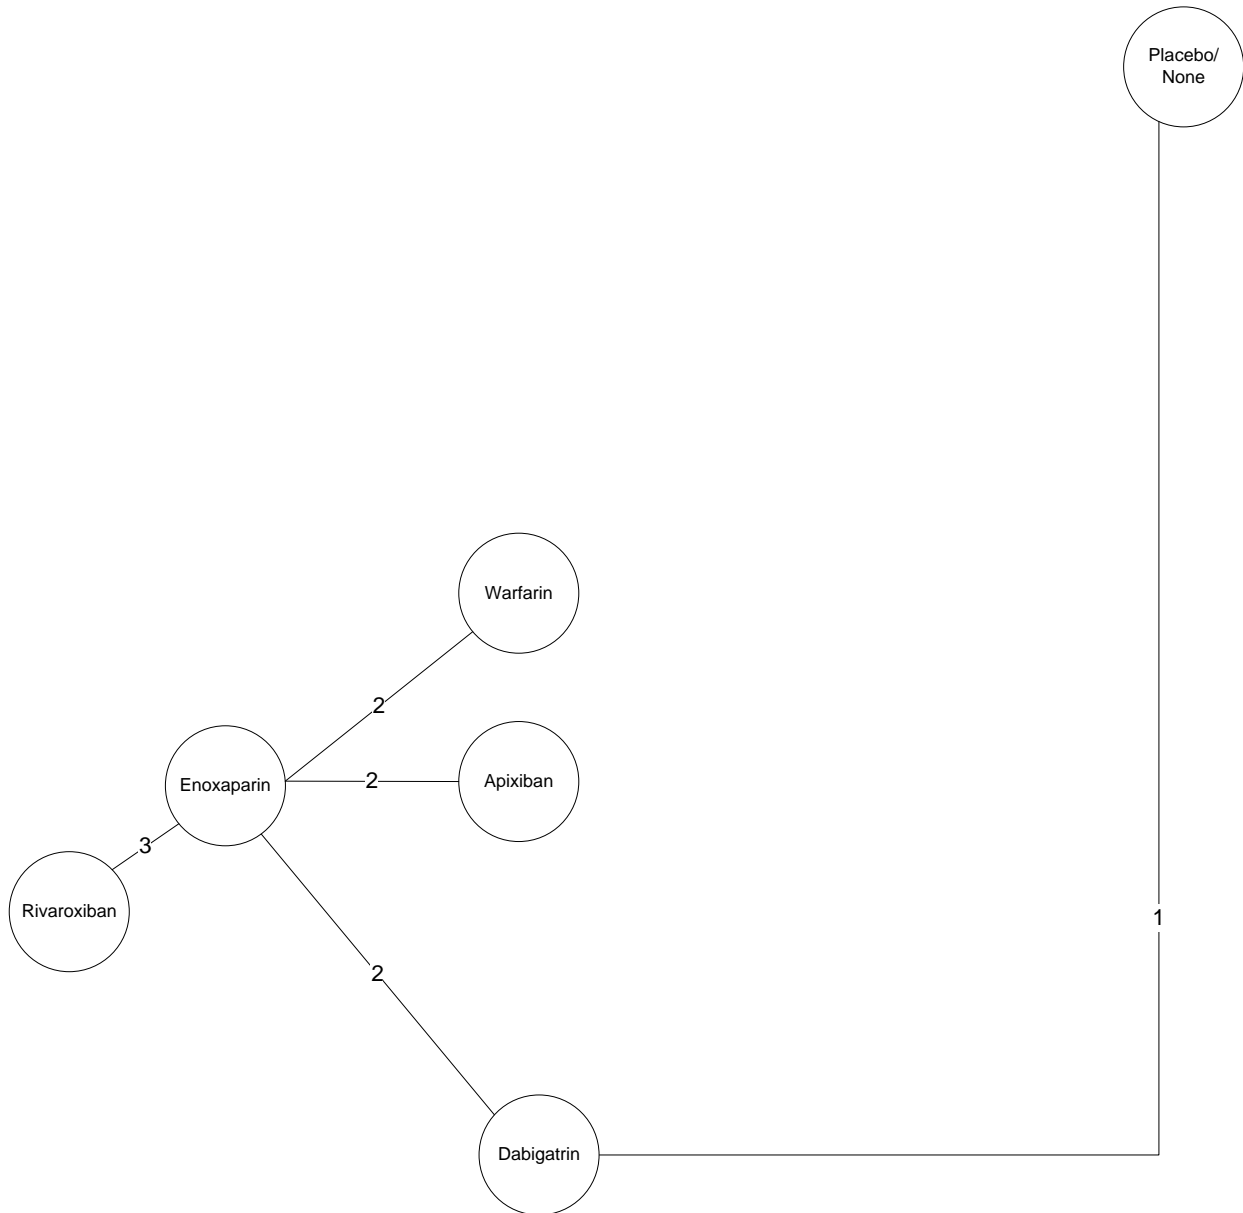 Placebo/
None
Warfarin
2
Enoxaparin
2
Apixiban
3
Rivaroxiban
1
2
Dabigatrin